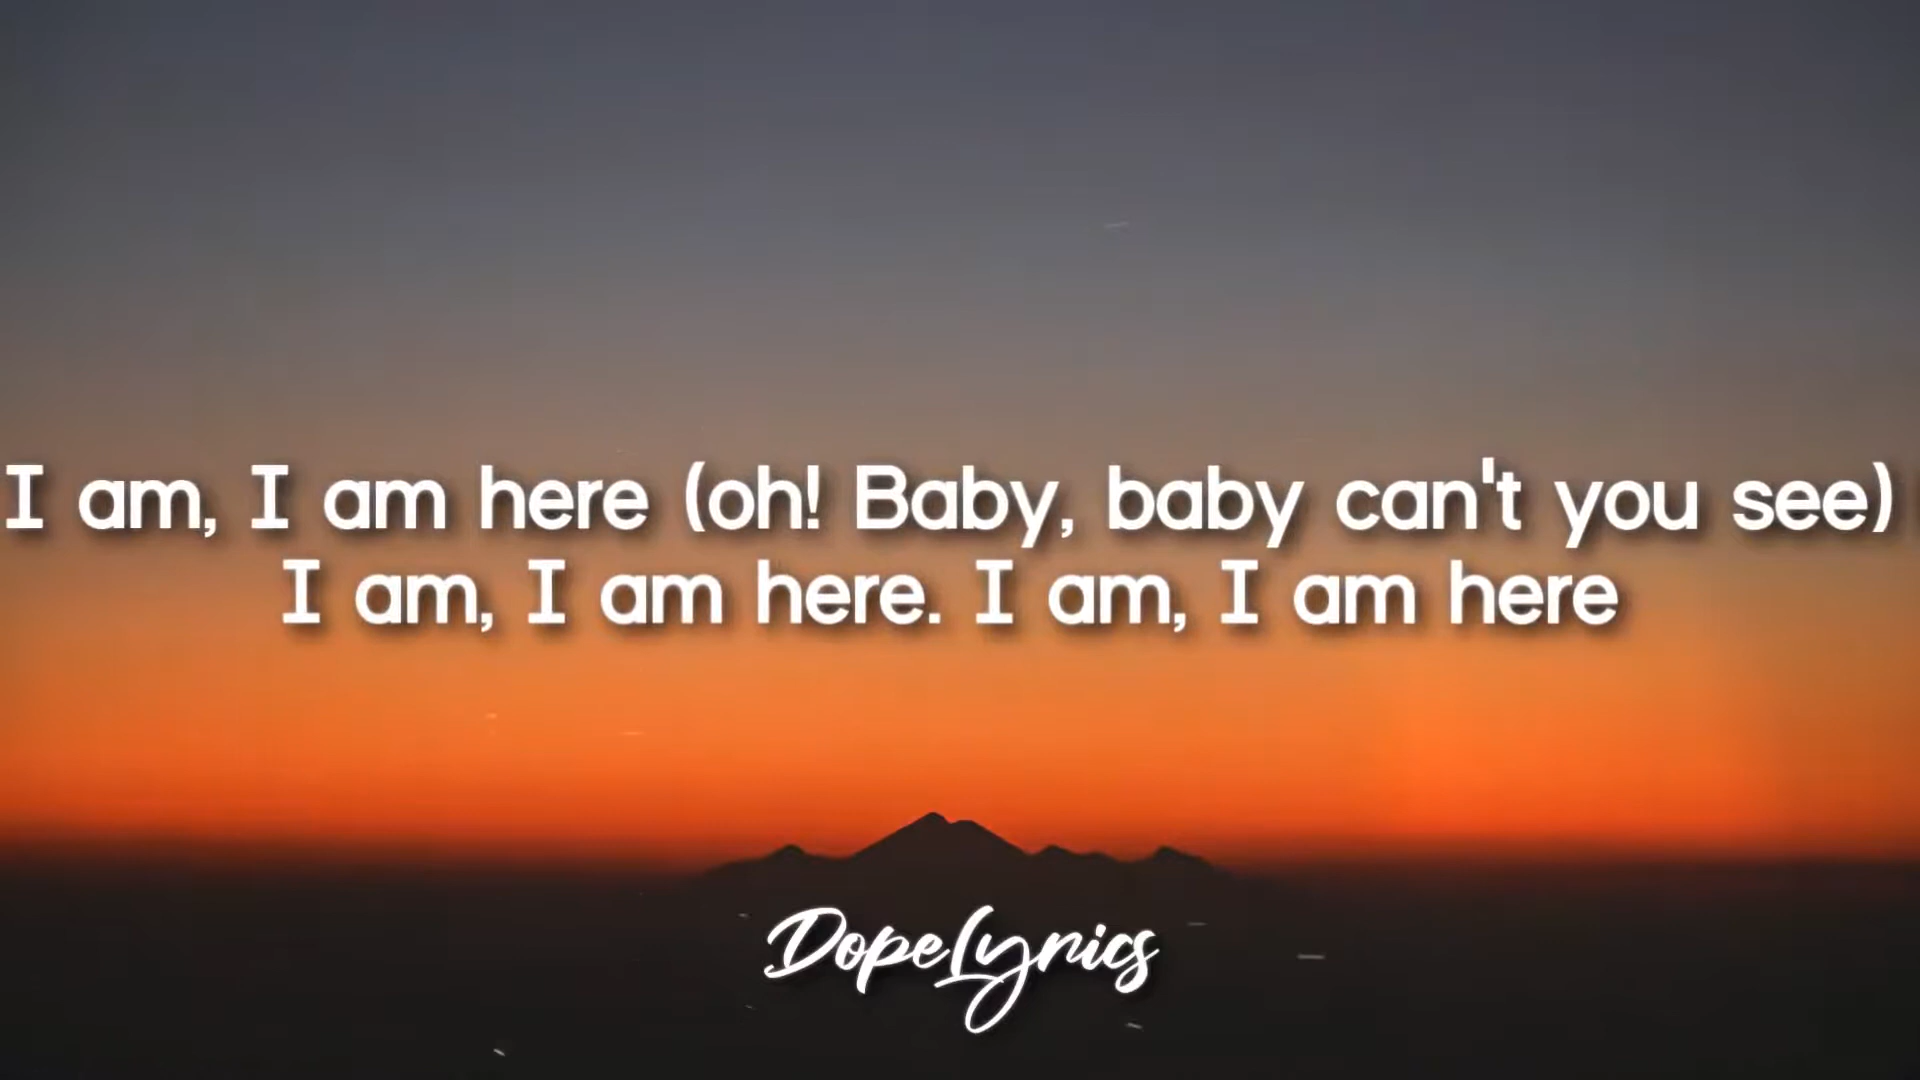 I am, I am here (oh! Baby, baby can't you see)
I am, I am here. I am, I am here
DopeLyrics